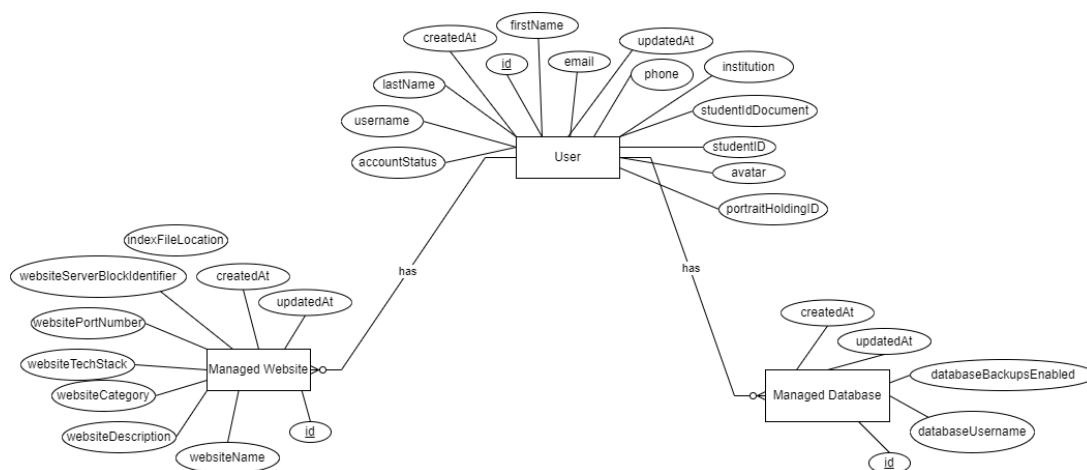 firstName
createdAt
updatedAt
id
email
institution
phone
lastName
studentIdDocument
username
studentID
User
accountStatus
avatar
portraitHoldingID
indexFileLocation
has
has
websiteServerBlockIdentifier
createdAt
updatedAt
createdAt
websitePortNumber
updatedAt
websiteTechStack
Managed Website
databaseBackupsEnabled
websiteCategory
Managed Database
websiteDescription
id
databaseUsername
websiteName
id